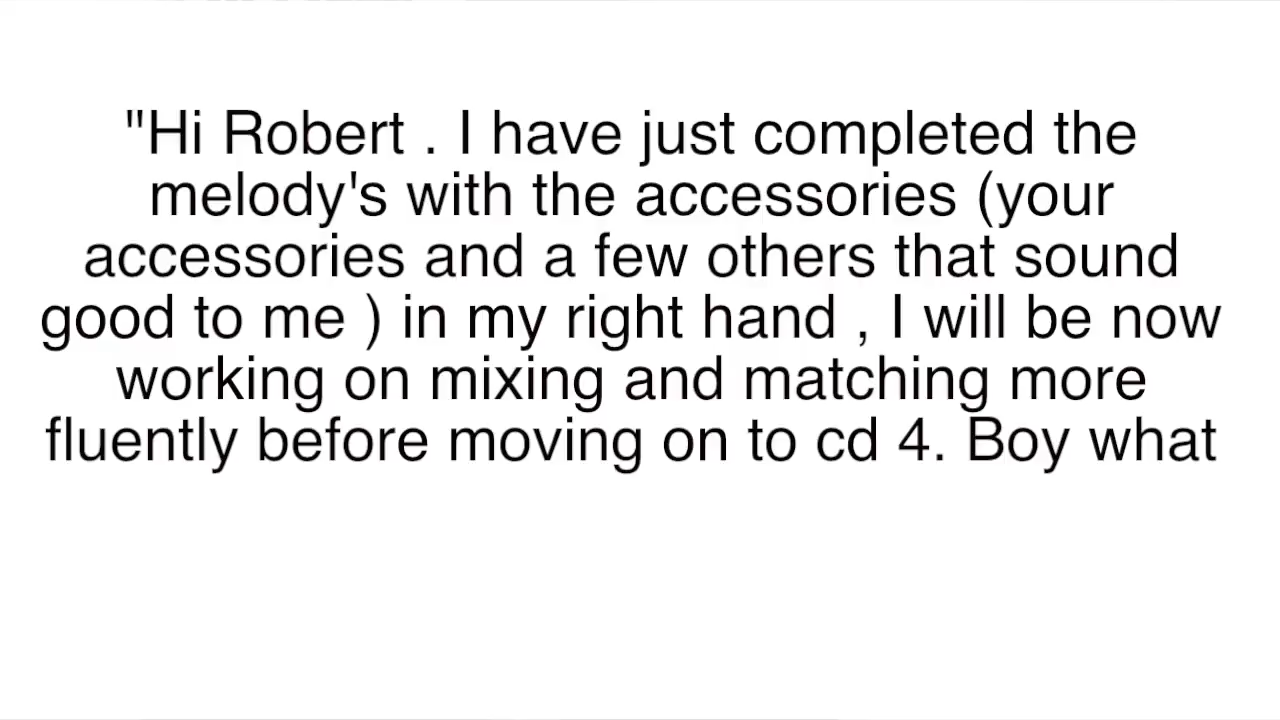 "Hi Robert . I have just completed the
melody's with the accessories (your
accessories and a few others that sound
good to me ) in my right hand , I will be now
working on mixing and matching more
fluently before moving on to cd 4. Boy what